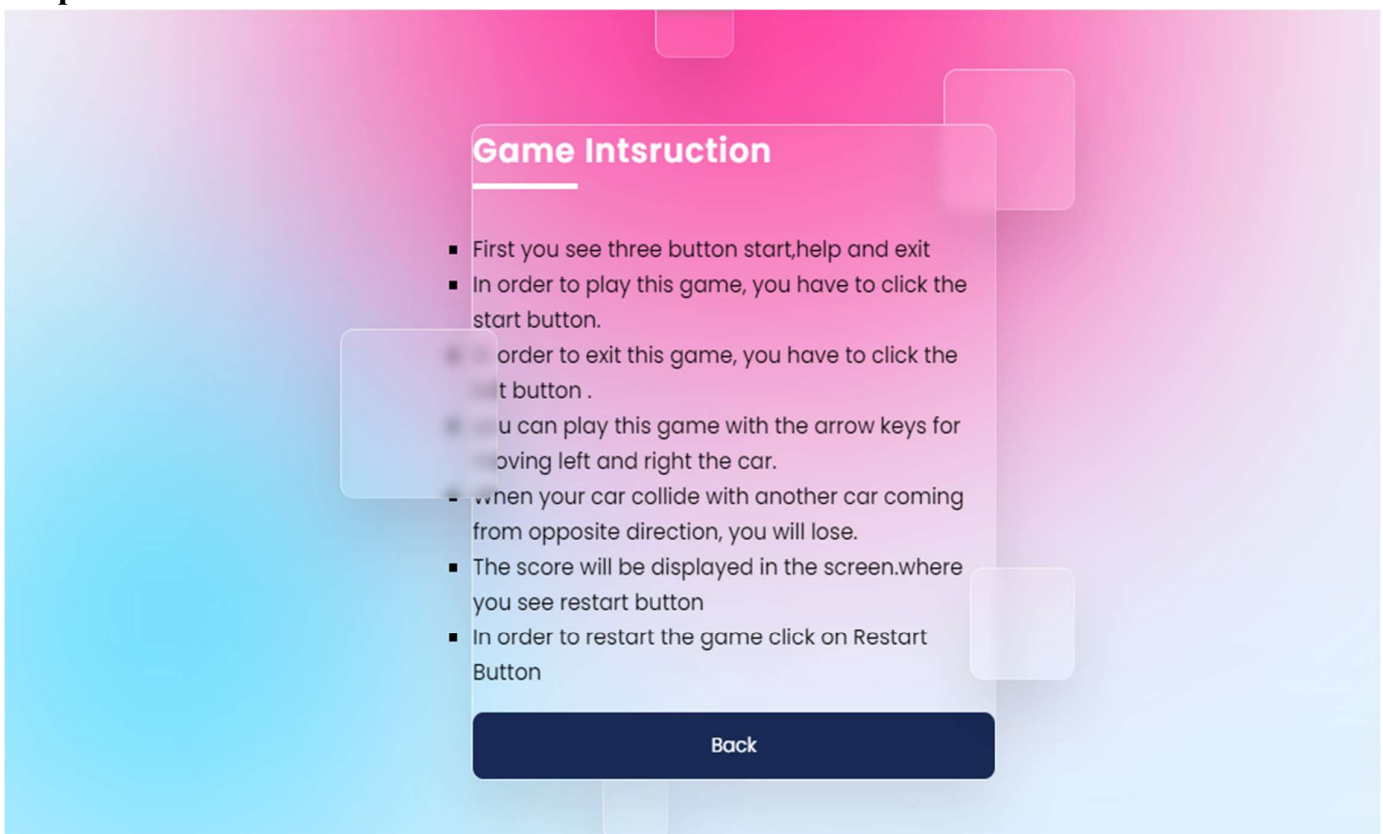 Game Intsruction
First you see three button start,help and exit
In order to play this game, you have to click the
start button.
order to exit this game, you have to click the
button .
can play this game with the arrow keys for
left and right the car.
When your car collide with another car coming
from opposite direction, you will lose.
The score will be displayed in the screen.where
you see restart button
In order to restart the game click on Restart
Button
Back